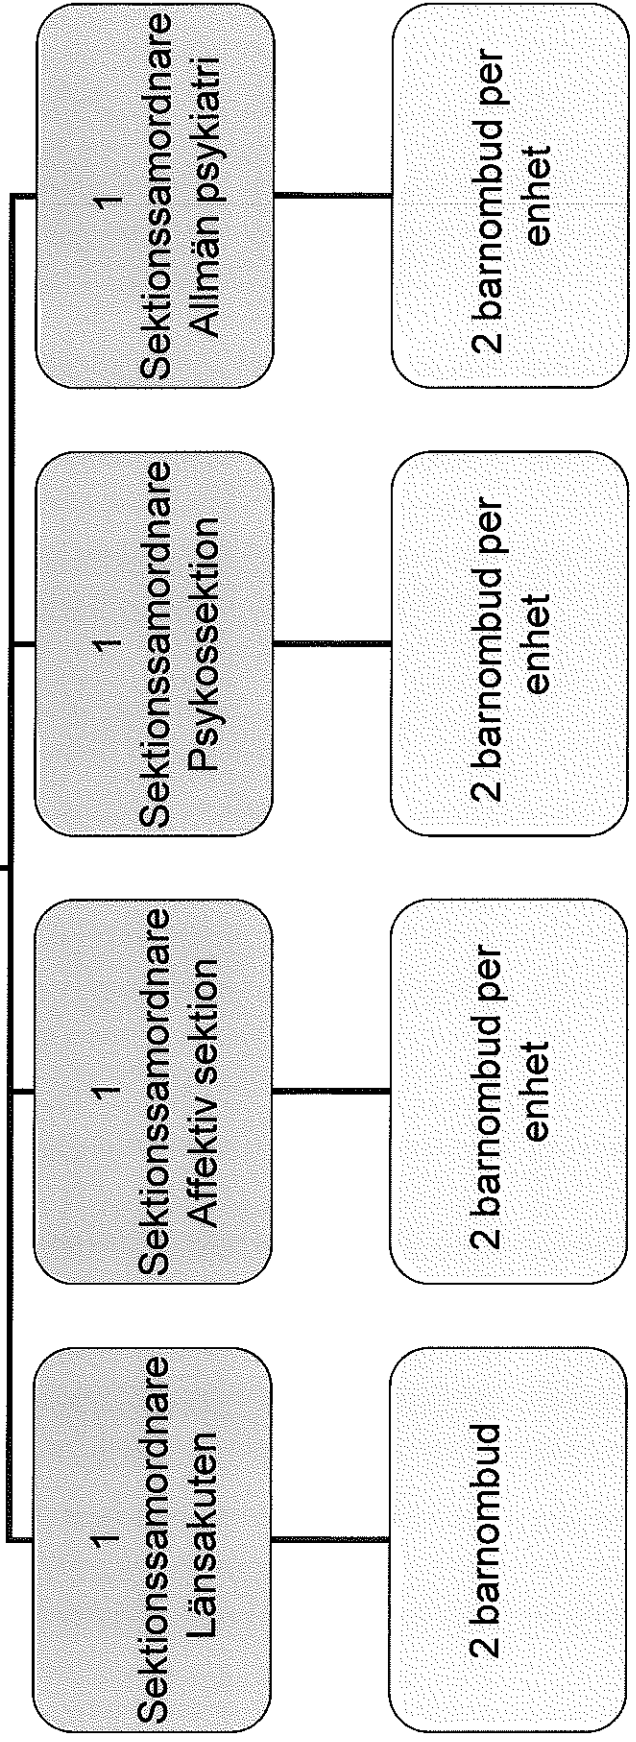 1
Sektionssamordnare
Länsakuten
1
Sektionssamordnare
Affektiv sektion
1
Sektionssamordnare
Psykossektion
1
Sektionssamordnare
Allmän psykiatri
2 barnombud
2 barnombud per
enhet
2 barnombud per
enhet
2 barnombud per
enhet